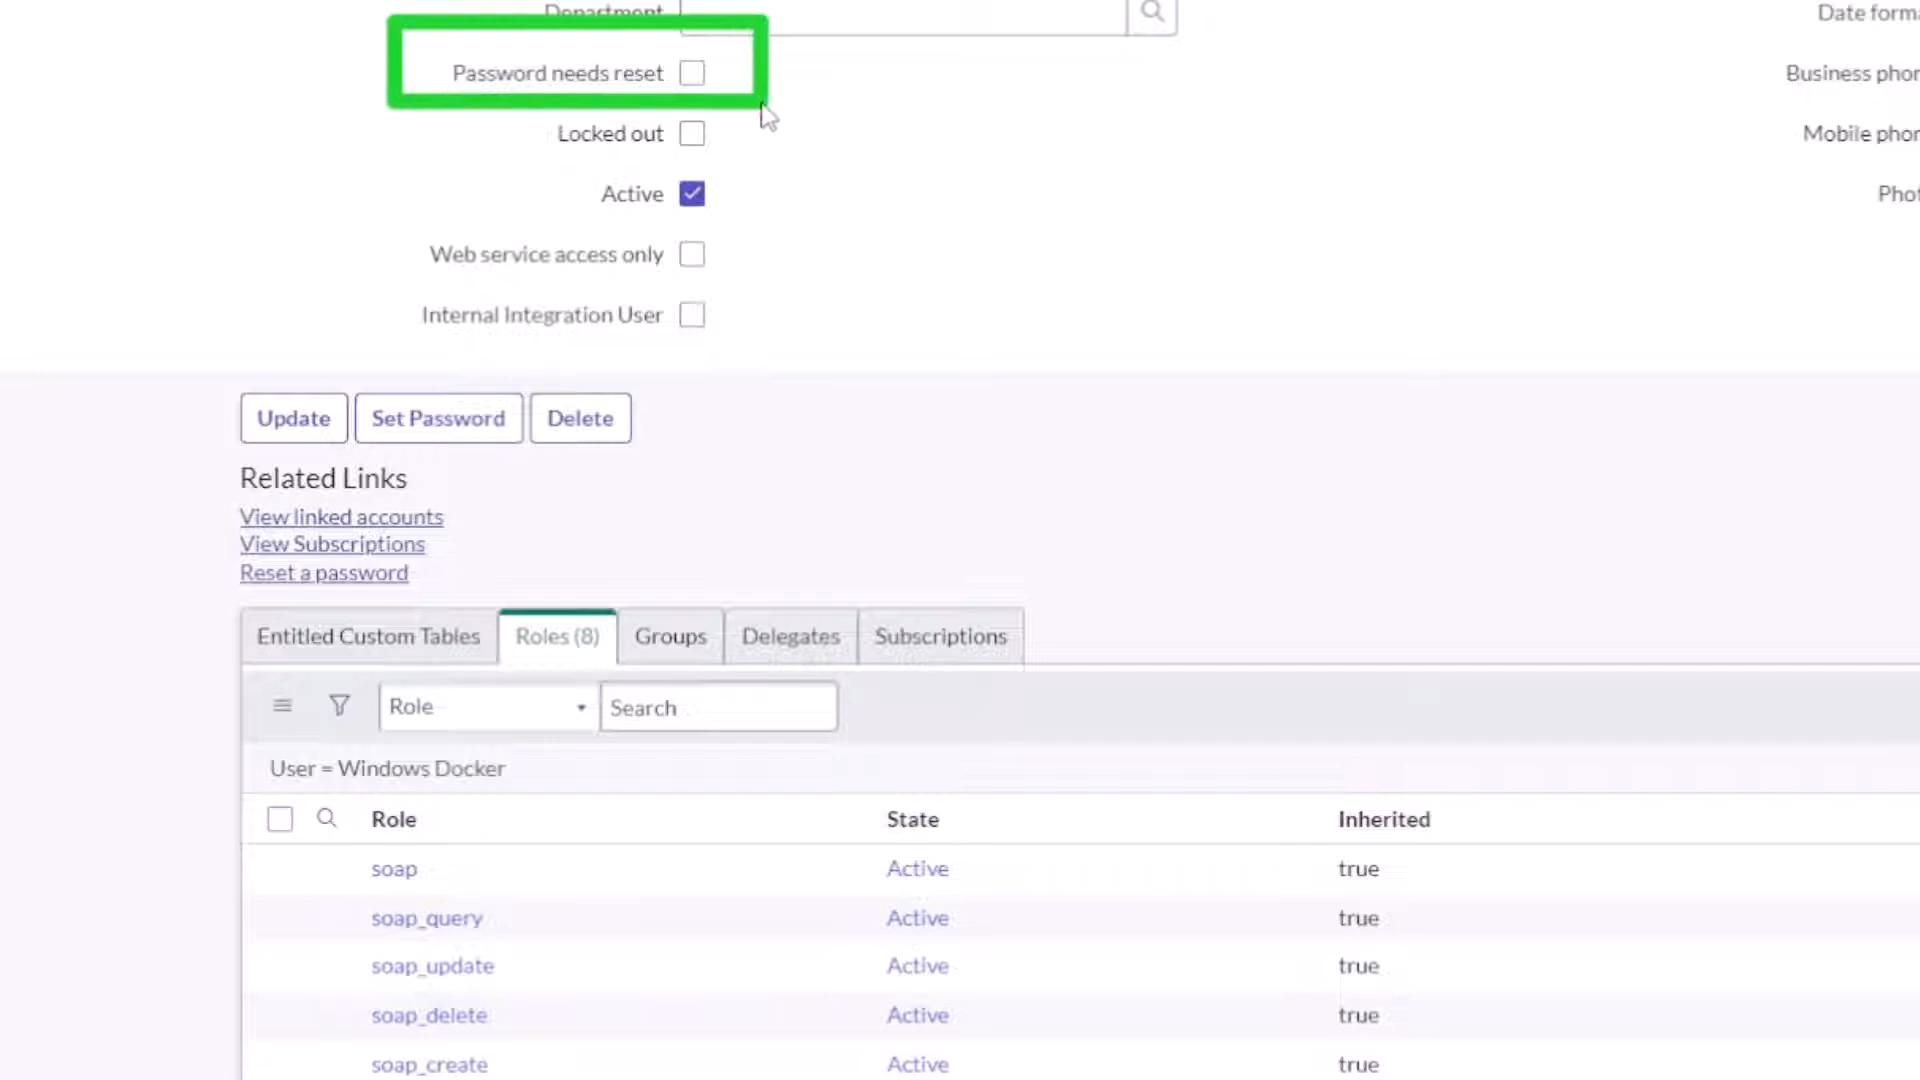 Department
Date forma
Password needs reset
Business phon
Locked out
Mobile phon
Active
Phot
Web service access only
Internal Integration User
Update Set Password Delete
Related Links
View linked accounts
View Subscriptions
Reset a password
Entitled Custom Tables Roles (8) Groups Delegates Subscriptions
Role Search
User = Windows Docker
Role State Inherited
soap Active true
soap_query Active true
soap_update Active true
soap_delete Active true
soap_create Active true